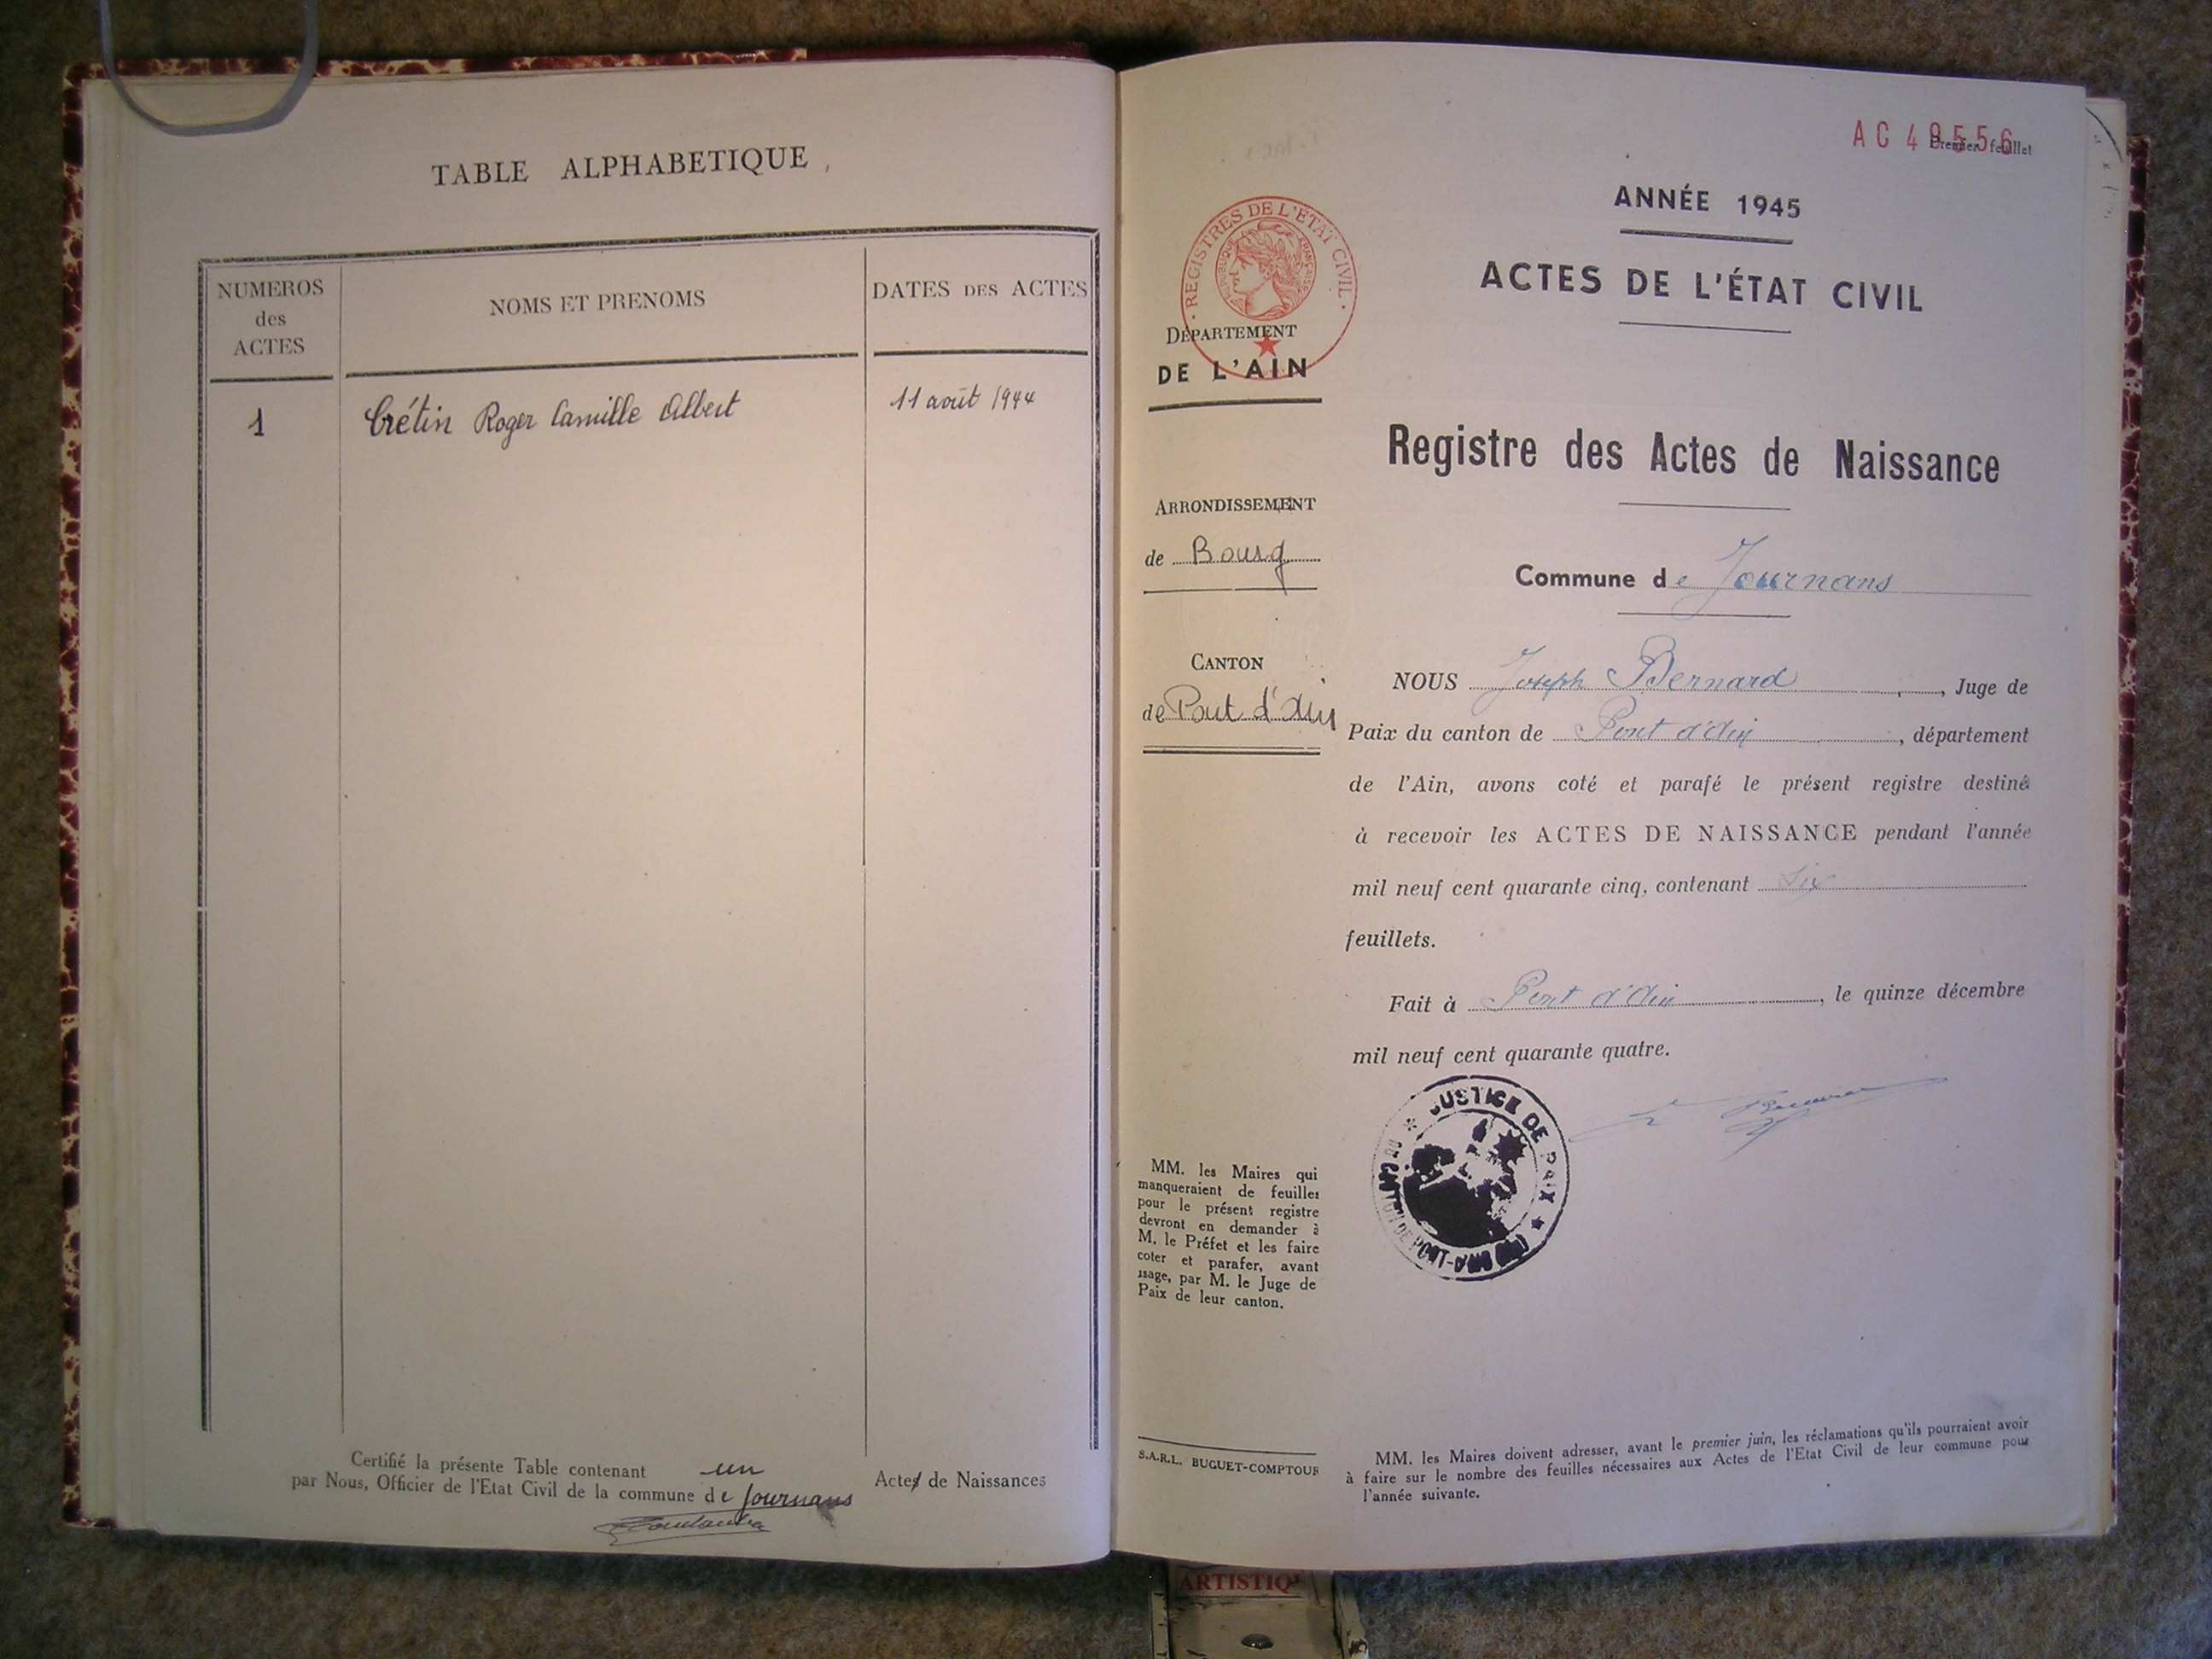 TABLE ALPHABETIQUE
NUMEROS
des
ACTES
NOMS ET PRENOMS
DATES DES ACTES
1
Crétin Roger Camille Albert
11 août 1944
Certifié la présente Table contenant un Actes de Naissances
par Nous, Officier de l'Etat Civil de la commune de Journans
AC 49556
Premier feuillet
· REGISTRES DE L'ETAT CIVIL ·
REPUBLIQUE FRANÇAISE
DÉPARTEMENT
DE L'AIN
ARRONDISSEMENT
de Bourg
CANTON
de Pont d'Ain
MM. les Maires qui
manqueraient de feuilles
pour le présent registre
devront en demander à
M. le Préfet et les faire
coter et parafer, avant
usage, par M. le Juge de
Paix de leur canton.
S.A.R.L. BUGUET-COMPTOUR
ANNÉE 1945
ACTES DE L'ÉTAT CIVIL
Registre des Actes de Naissance
Commune de Journans
NOUS Joseph Bernard, Juge de
Paix du canton de Pont d'Ain, département
de l'Ain, avons coté et parafé le présent registre destiné
à recevoir les ACTES DE NAISSANCE pendant l'année
mil neuf cent quarante cinq, contenant six
feuillets.
Fait à Pont d'Ain, le quinze décembre
mil neuf cent quarante quatre.
JUSTICE DE PAIX
MM. les Maires doivent adresser, avant le premier juin, les réclamations qu'ils pourraient avoir
à faire sur le nombre des feuilles nécessaires aux Actes de l'Etat Civil de leur commune pour
l'année suivante.
ARTISTIQ